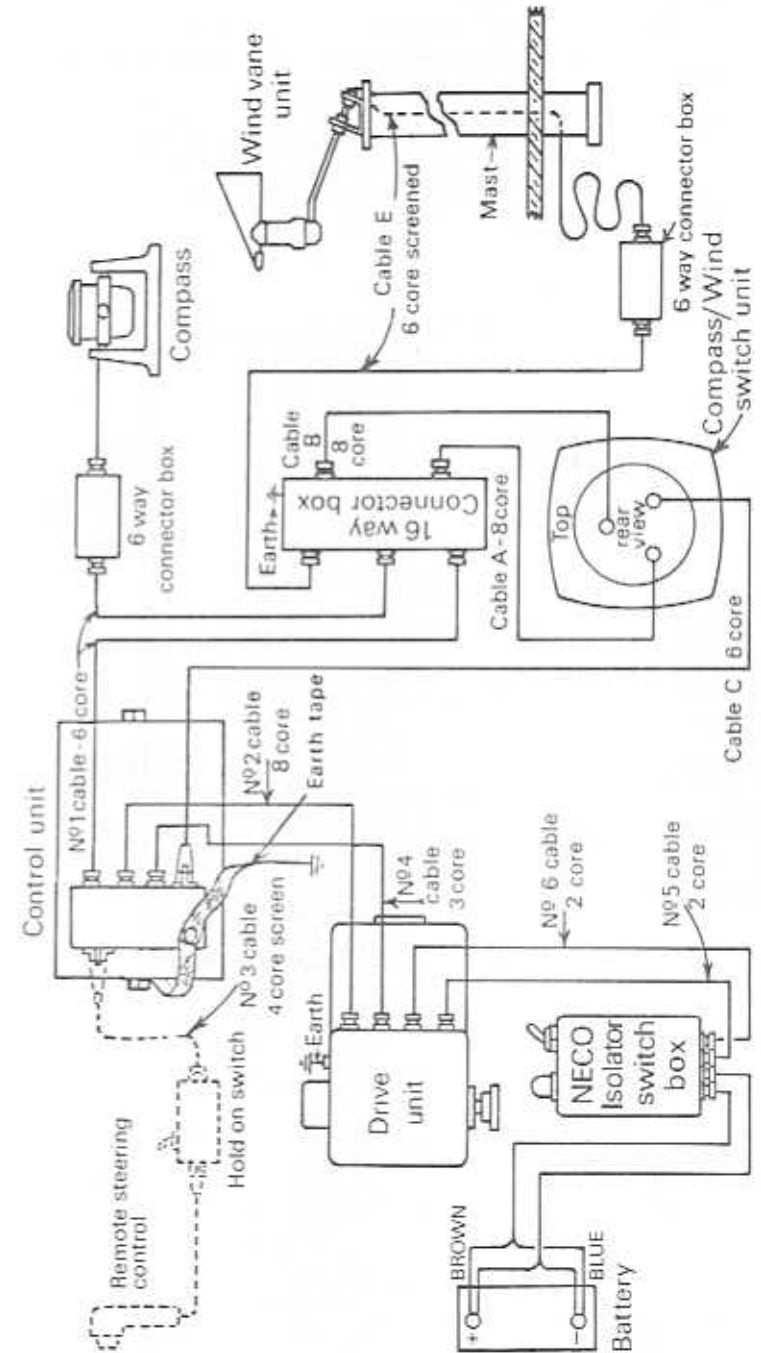 Remote steering
control
Hold on switch
Nº3 cable
4 core screen
Control unit
Nº1 cable - 6 core
Nº2 cable
8 core
Earth tape
Nº4
cable
3 core
Earth
Drive
unit
Nº 6 cable
2 core
Nº5 cable
2 core
NECO
Isolator
switch
box
BROWN
BLUE
+
−
Battery
6 way
connector box
Compass
Wind vane
unit
Cable E
6 core screened
Mast
Earth
16 way
Connector
box
Cable
B
8
core
Cable A - 8 core
6 way connector box
Compass/Wind
switch unit
Top
rear
view
Cable C 6 core